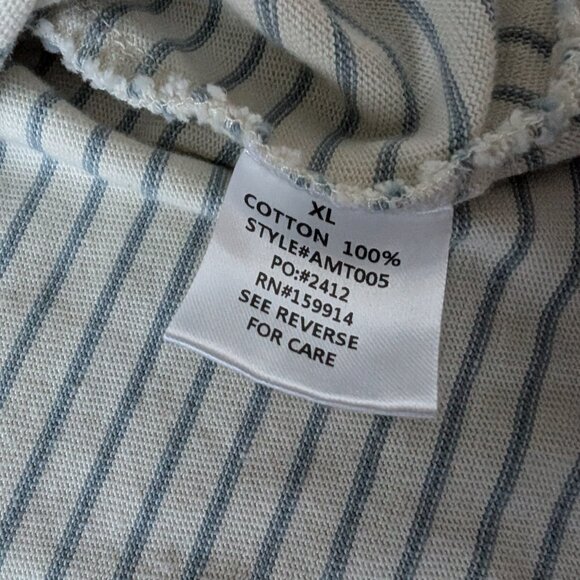 XL
COTTON 100%
STYLE#AMT005
PO:#2412
RN#159914
SEE REVERSE
FOR CARE